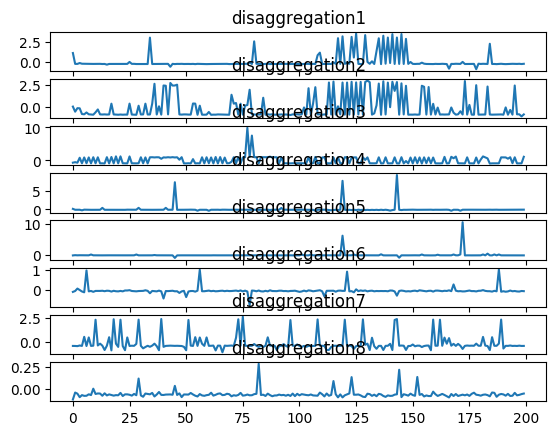 disaggregation1
2.5
0.0
disaggregation2
2.5
0.0
disaggregation3
10
0
disaggregation4
5
0
disaggregation5
10
0
disaggregation6
1
0
disaggregation7
2.5
0.0
disaggregation8
0.25
0.00
0 25 50 75 100 125 150 175 200